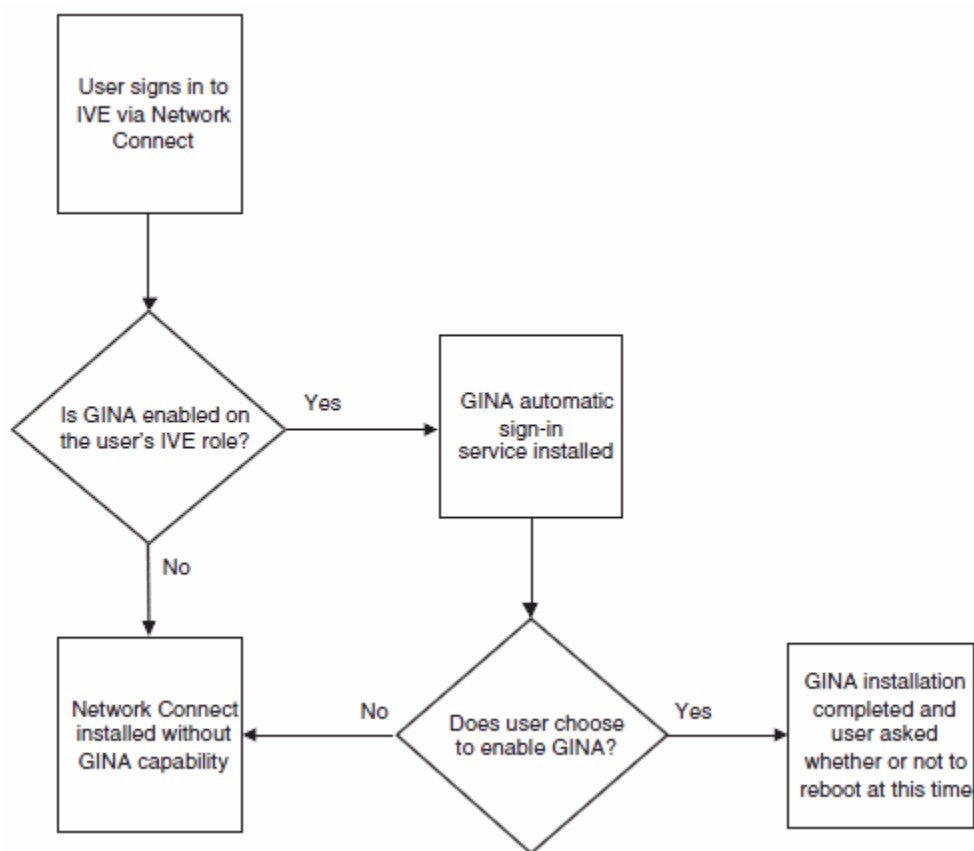 User signs in to
IVE via Network
Connect
Is GINA enabled on
the user's IVE role?
Yes
GINA automatic
sign-in
service installed
No
Network Connect
installed without
GINA capability
No
Does user choose
to enable GINA?
Yes
GINA installation
completed and
user asked
whether or not to
reboot at this time